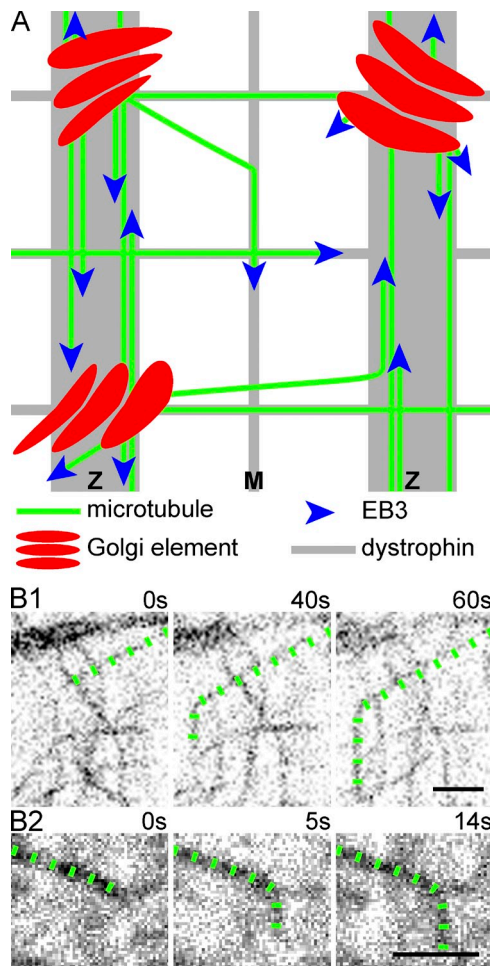 A
Z M Z
microtubule EB3
Golgi element dystrophin
B1 0s 40s 60s
B2 0s 5s 14s